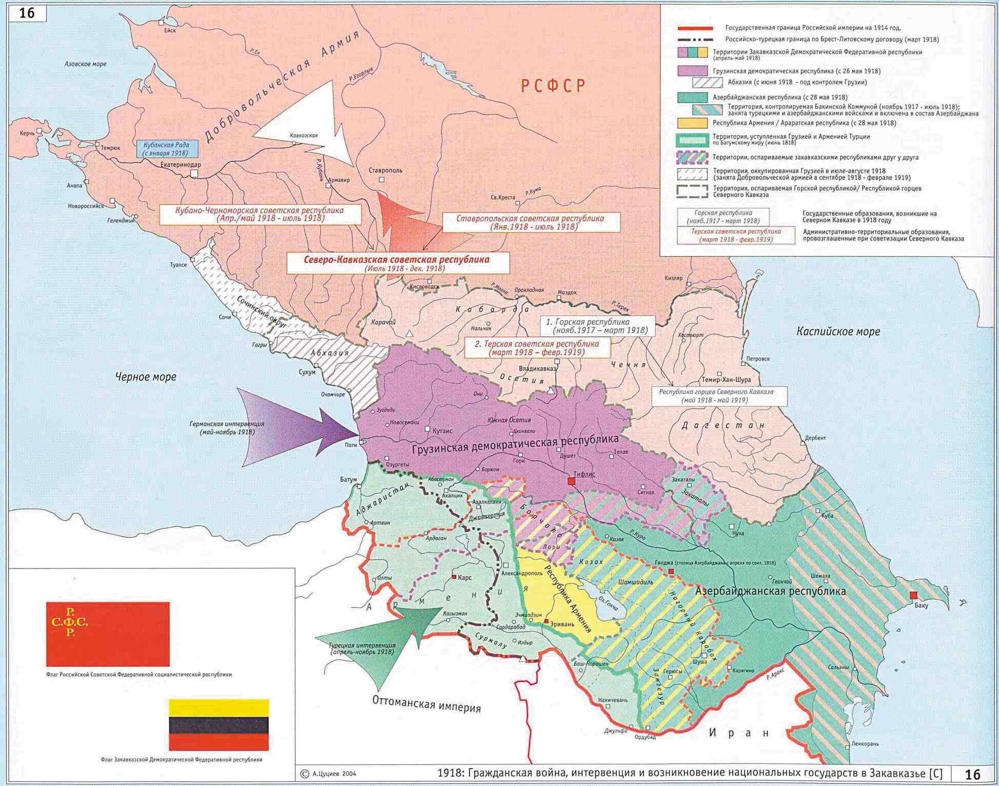 16
Государственная граница Российской империи на 1914 год.
Российско-турецкая граница по Брест-Литовскому договору (март 1918)
Территории Закавказской Демократической Федеративной республики
(апрель-май 1918)
Грузинская демократическая республика (с 26 мая 1918)
Абхазия (с июня 1918 - под контролем Грузии)
Азербайджанская республика (с 28 мая 1918)
Территория, контролируемая Бакинской Коммуной (ноябрь 1917 - июль 1918);
занята турецкими и азербайджанскими войсками и включена в состав Азербайджана
Республика Армения / Араратская республика (с 28 мая 1918)
Территория, уступленная Грузией и Арменией Турции
по Батумскому миру (июнь 1818)
Территории, оспариваемые закавказскими республиками друг у друга
Территория, оккупированная Грузией в июле-августе 1918
(занята Добровольческой армией в сентябре 1918 - феврале 1919)
Территория, оспариваемая Горской республикой/ Республикой горцев
Северного Кавказа
Горская республика
(нояб.1917 - март 1918)
Государственные образования, возникшие на
Северном Кавказе в 1918 году
Терская советская республика
(март 1918 - февр.1919)
Административно-территориальные образования,
провозглашенные при советизации Северного Кавказа
Ейск
р.Ея
Азовское море
Добровольческая Армия
р.Егорлык
РСФСР
Керчь
Темрюк
Кубанская Рада
(с января 1918)
Кавказская
Екатеринодар
р.Кубань
Армавир
Ставрополь
Анапа
Новороссийск
Геленджик
Св.Креста
р.Кума
Кубано-Черноморская советская республика
(Апр./май 1918 - июль 1918)
Ставропольская советская республика
(Янв.1918 - июль 1918)
Северо-Кавказская советская республика
(Июль 1918 - дек. 1918)
Туапсе
Кисловодск
р.Малка
Прохладная
Моздок
р.Терек
Кизляр
Сочинский округ
Сочи
Карачай
Кабарда
Нальчик
1. Горская республика
(нояб.1917 – март 1918)
2. Терская советская республика
(март 1918 – февр.1919)
Хасавюрт
Каспийское море
Гагры
Абхазия
Сухум
Владикавказ
Осетия
Чечня
Петровск
Темир-Хан-Шура
Черное море
Очамчире
Они
Республика горцев Северного Кавказа
(май 1918 - май 1919)
Зугдиди
Новосенаки
Южная Осетия
Кутаис
Цхинвали
Дагестан
Германская интервенция
(май-ноябрь 1918)
Поти
Грузинская демократическая республика
Дербент
Озургеты
Гори
Душет
Телав
Боржом
Тифлис
Батум
Абастуман
Ахалцих
Сигнах
Закаталы
Закаталы
Аджаристан
Ахалкалаки
Джавахетия
Борчало
Артвин
Ардаган
Лори
Казах
р.Кура
Нуха
Куба
Казах
Гянджа (столица Азербайджана с апреля по сент. 1918)
Олты
Карс
Александрополь
Республика Армения
Шамшадиль
Геокчай
Шемаха
Азербайджанская республика
Баку
Армения
Оз.Гокча
Нагорный Карабах
Кагызман
Эчмиадзин
Сардарабад
Эривань
Сурмалу
Игдыр
Турецкая интервенция
(апрель-ноябрь 1918)
Баш-Норашен
Шуша
Герюсы
Карягино
Зангезур
р.Аракс
Сальяны
Оттоманская империя
Нахичевань
Джульфа
Ордубад
Иран
Ленкорань
Р.
С.Ф.С.
Р.
Флаг Российской Советской Федеративной социалистической республики
Флаг Закавказской Демократической Федеративной республики
© А.Цуциев 2004
1918: Гражданская война, интервенция и возникновение национальных государств в Закавказье [С]
16